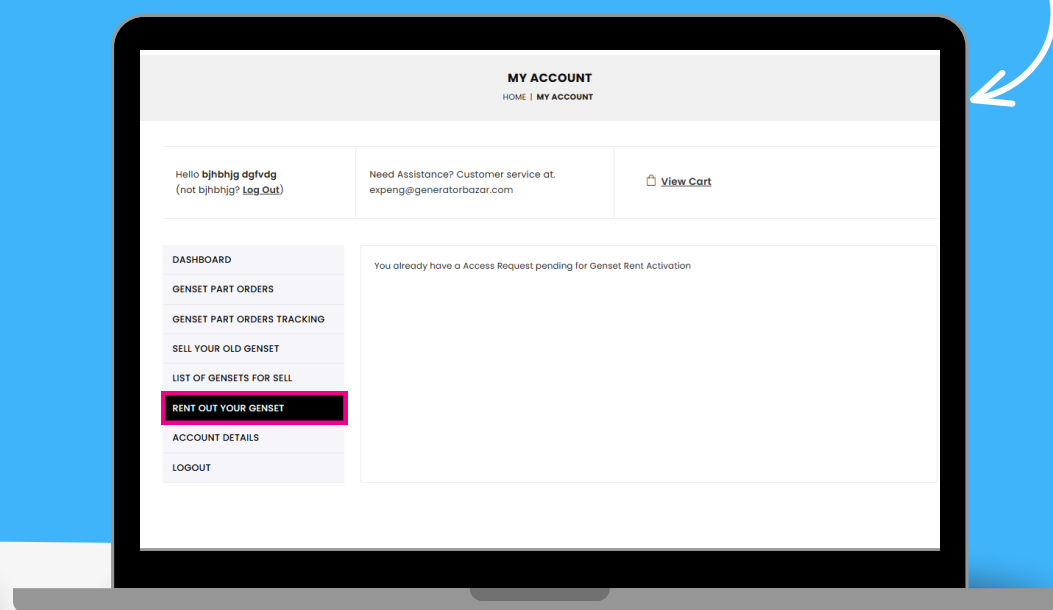 MY ACCOUNT
HOME | MY ACCOUNT
Hello bjhbhjg dgfvdg
(not bjhbhjg? Log Out)
Need Assistance? Customer service at.
expeng@generatorbazar.com
View Cart
DASHBOARD
GENSET PART ORDERS
GENSET PART ORDERS TRACKING
SELL YOUR OLD GENSET
LIST OF GENSETS FOR SELL
RENT OUT YOUR GENSET
ACCOUNT DETAILS
LOGOUT
You already have a Access Request pending for Genset Rent Activation